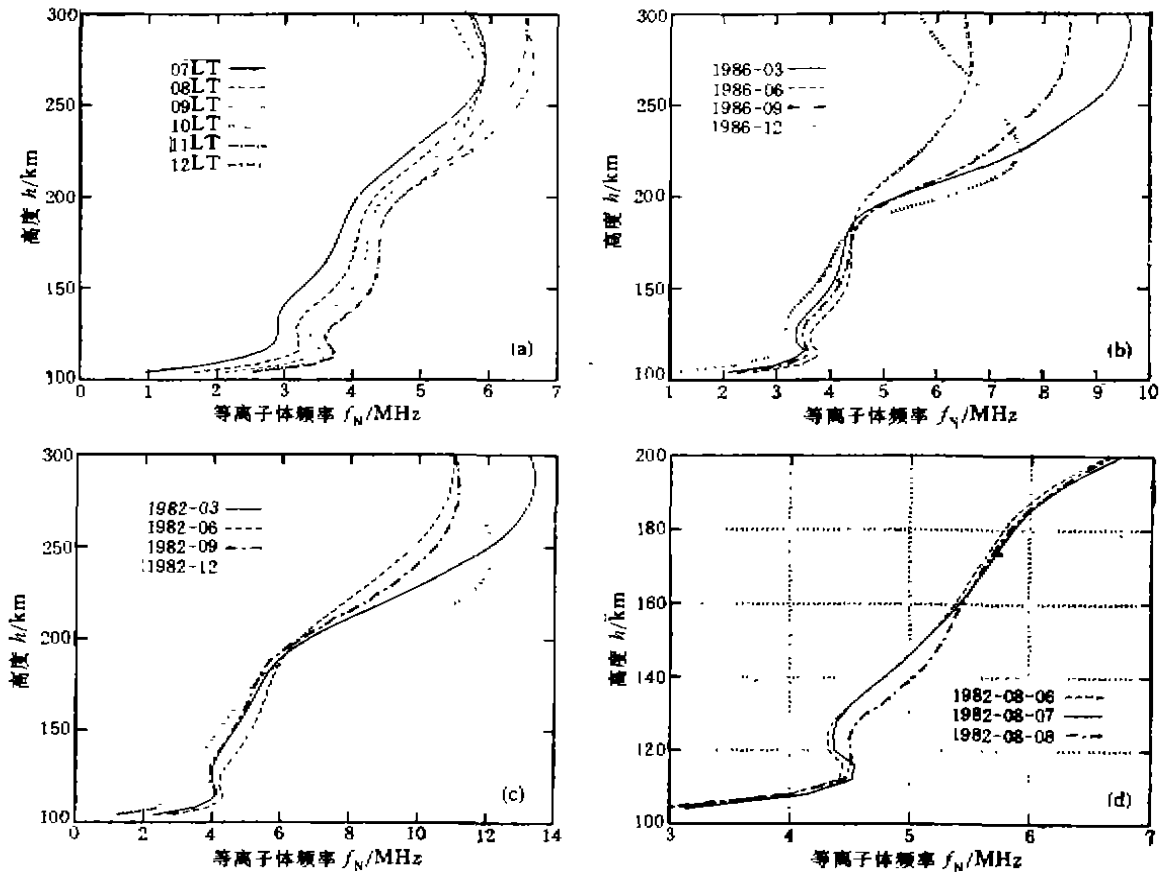 300
250
200
150
100
高度 h/km
07LT
08LT
09LT
10LT
11LT
12LT
(a)
0 1 2 3 4 5 6 7
等离子体频率 f_N/MHz
300
250
200
150
100
高度 h/km
1986-03
1986-06
1986-09
1986-12
(b)
1 2 3 4 5 6 7 8 9 10
等离子体频率 f_N/MHz
300
250
200
150
100
高度 h/km
1982-03
1982-06
1982-09
1982-12
(c)
0 2 4 6 8 10 12 14
等离子体频率 f_N/MHz
200
180
160
140
120
100
高度 h/km
1982-08-06
1982-08-07
1982-08-08
(d)
3 4 5 6 7
等离子体频率 f_N/MHz